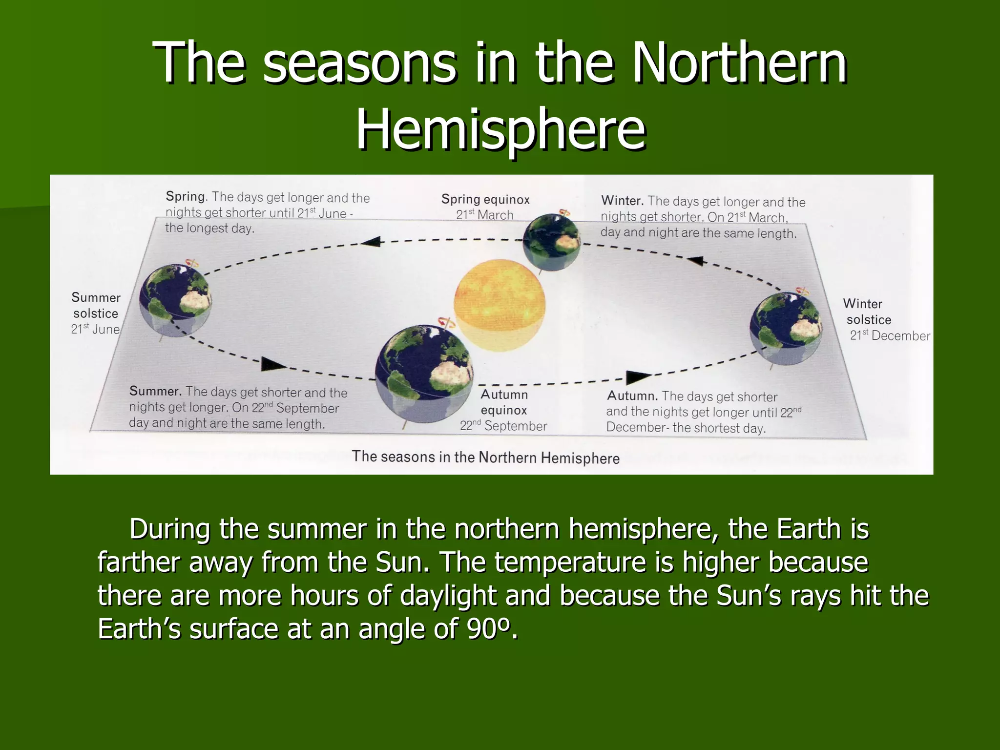 The seasons in the Northern
Hemisphere
Spring. The days get longer and the
nights get shorter until 21st June -
the longest day.
Spring equinox
21st March
Winter. The days get longer and the
nights get shorter. On 21st March,
day and night are the same length.
Summer
solstice
21st June
Winter
solstice
21st December
Summer. The days get shorter and the
nights get longer. On 22nd September
day and night are the same length.
Autumn
equinox
22nd September
Autumn. The days get shorter
and the nights get longer until 22nd
December- the shortest day.
The seasons in the Northern Hemisphere
During the summer in the northern hemisphere, the Earth is
farther away from the Sun. The temperature is higher because
there are more hours of daylight and because the Sun’s rays hit the
Earth’s surface at an angle of 90º.